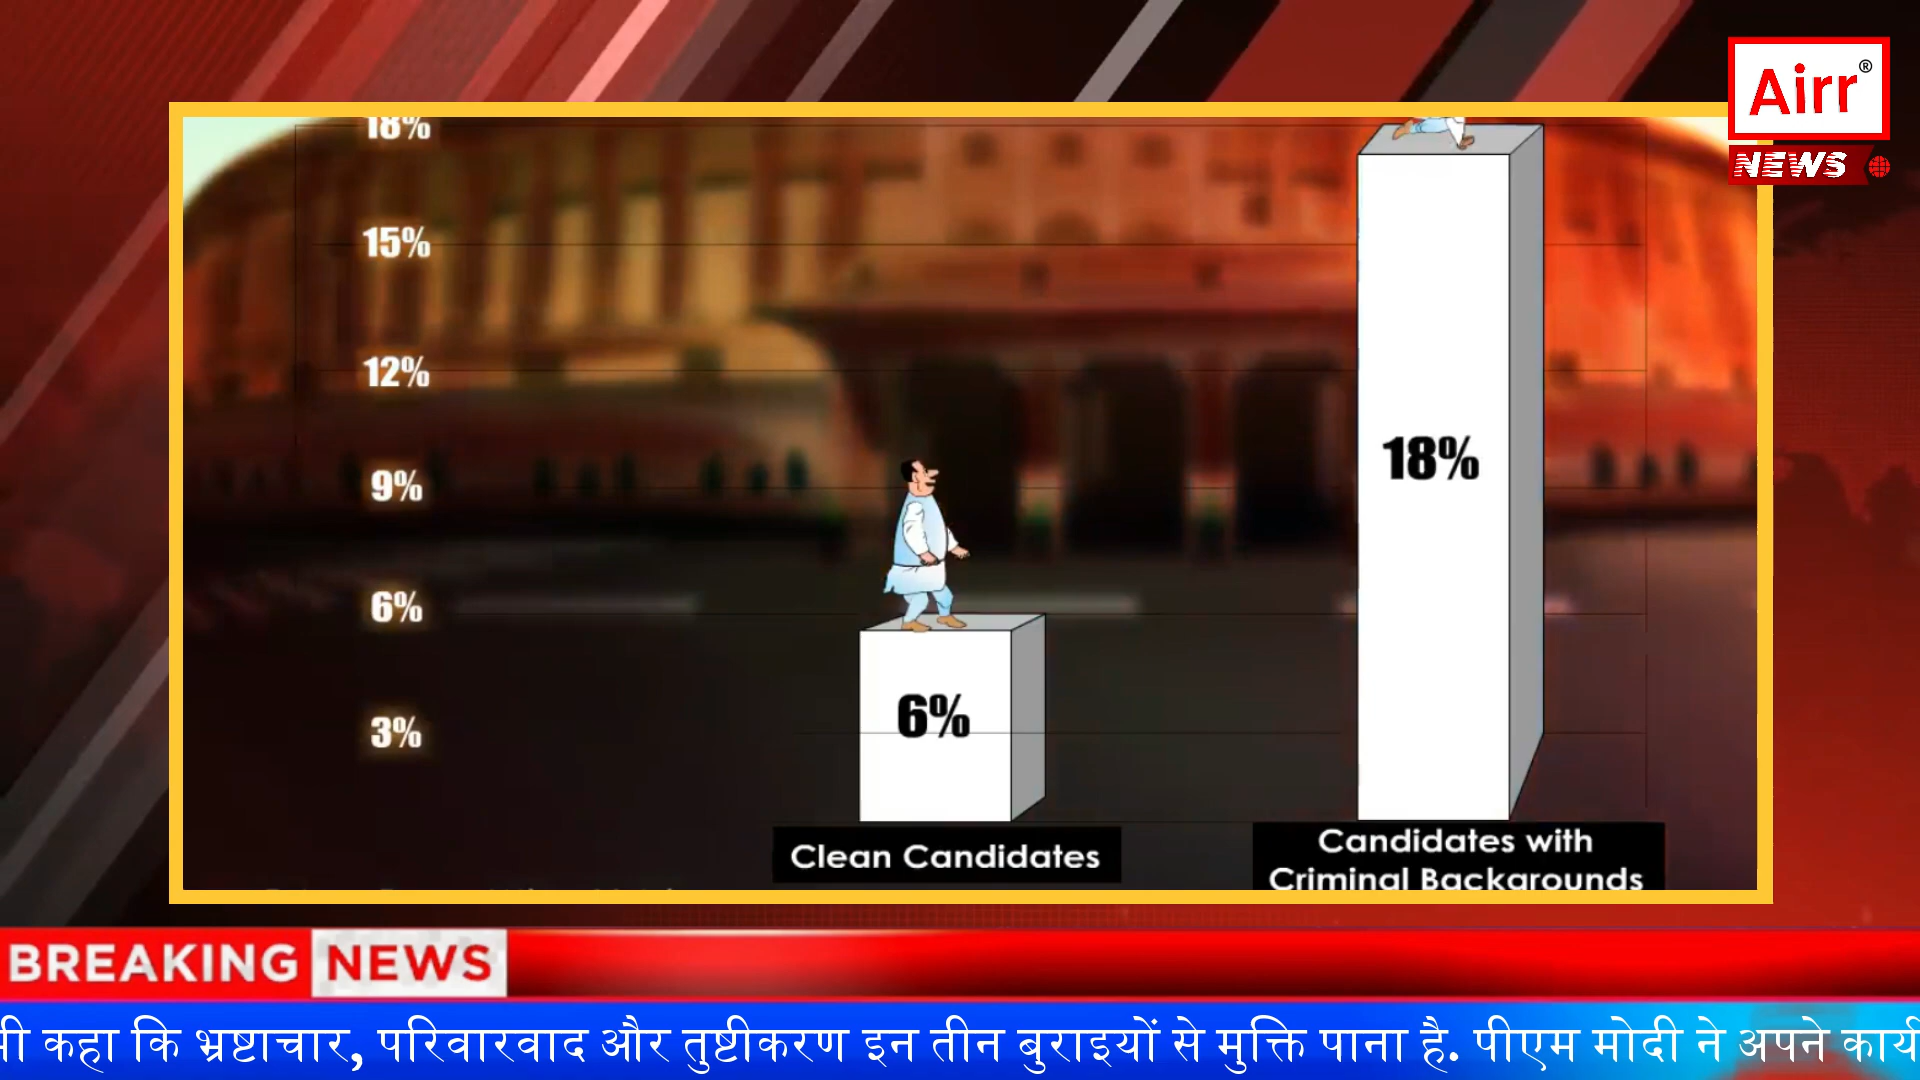 Airr®
NEWS
18%
15%
12%
9%
6%
3%
18%
6%
Clean Candidates
Candidates with
Criminal Backgrounds
BREAKING NEWS
कहा कि भ्रष्टाचार, परिवारवाद और तुष्टीकरण इन तीन बुराइयों से मुक्ति पाना है. पीएम मोदी ने अपने